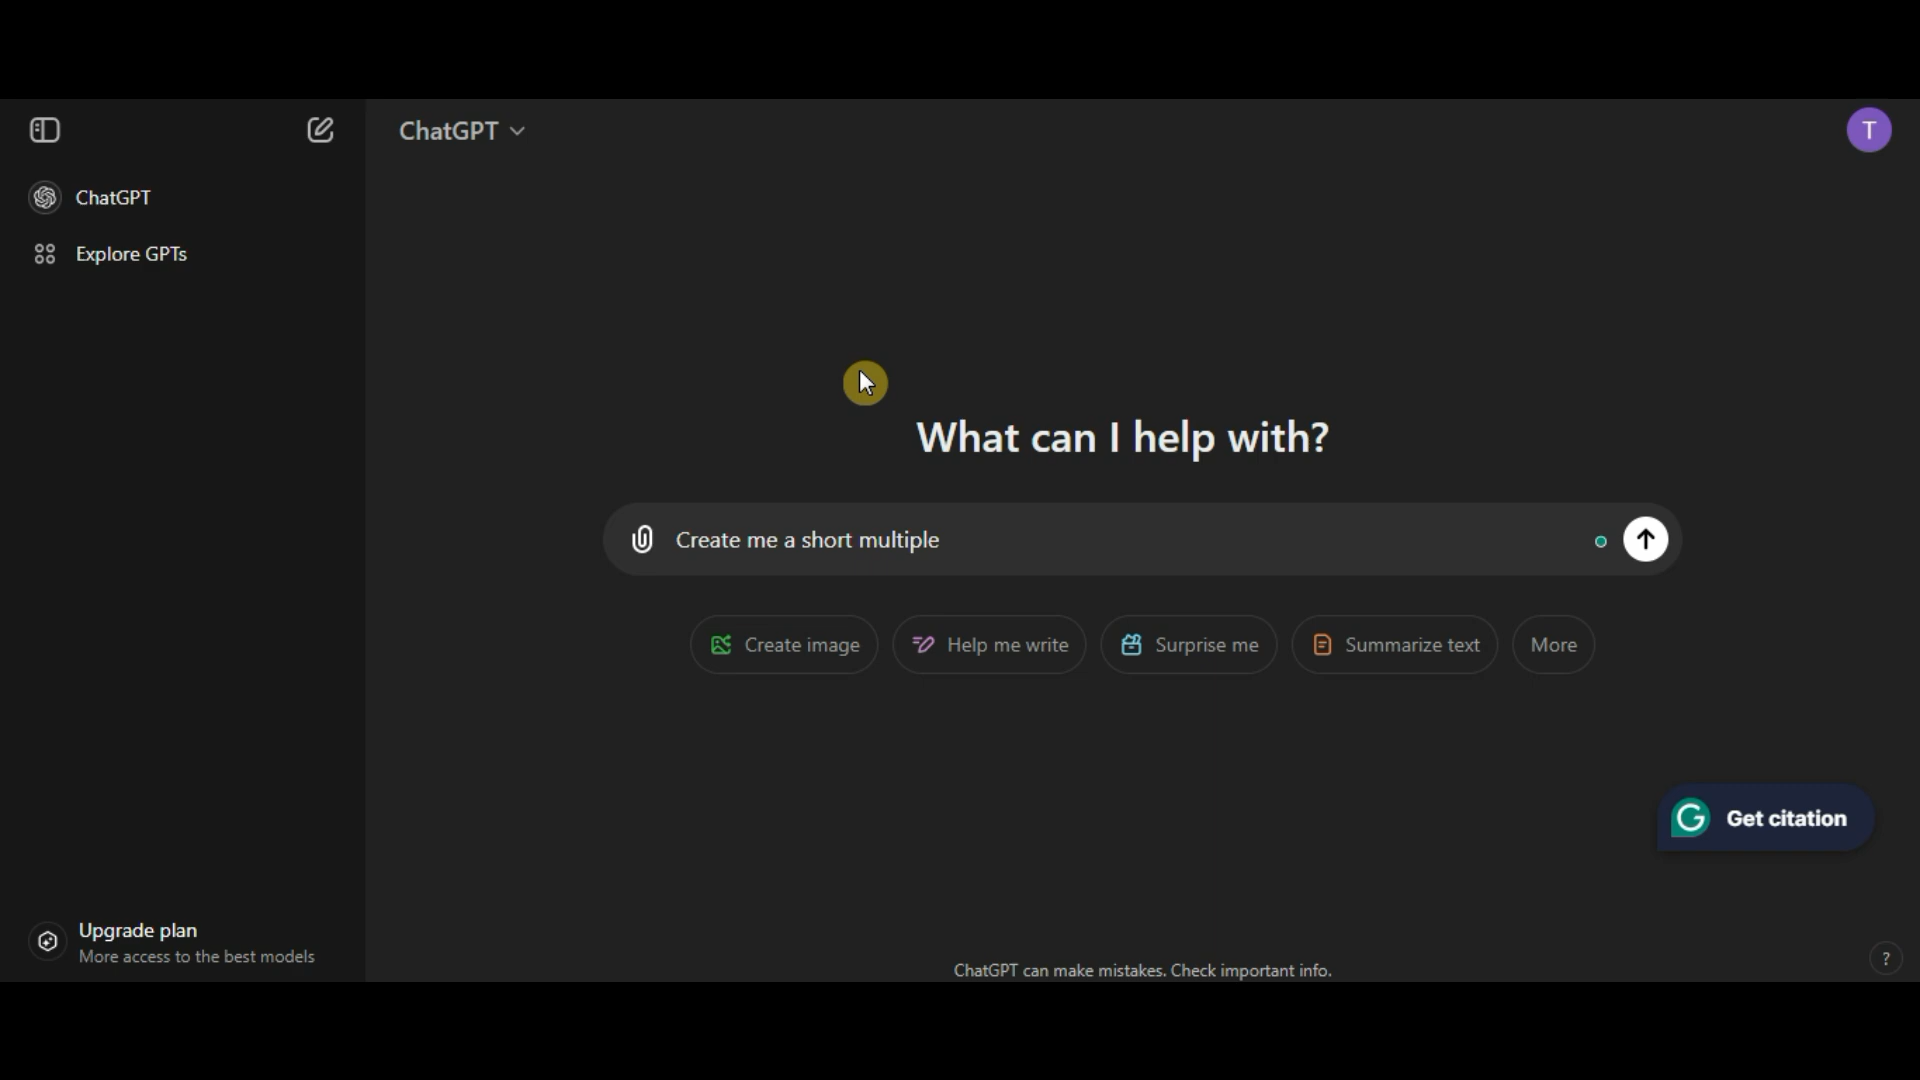 ChatGPT
T
ChatGPT
Explore GPTs
What can I help with?
Create me a short multiple
Create image
Help me write
Surprise me
Summarize text
More
G Get citation
Upgrade plan
More access to the best models
ChatGPT can make mistakes. Check important info.
?